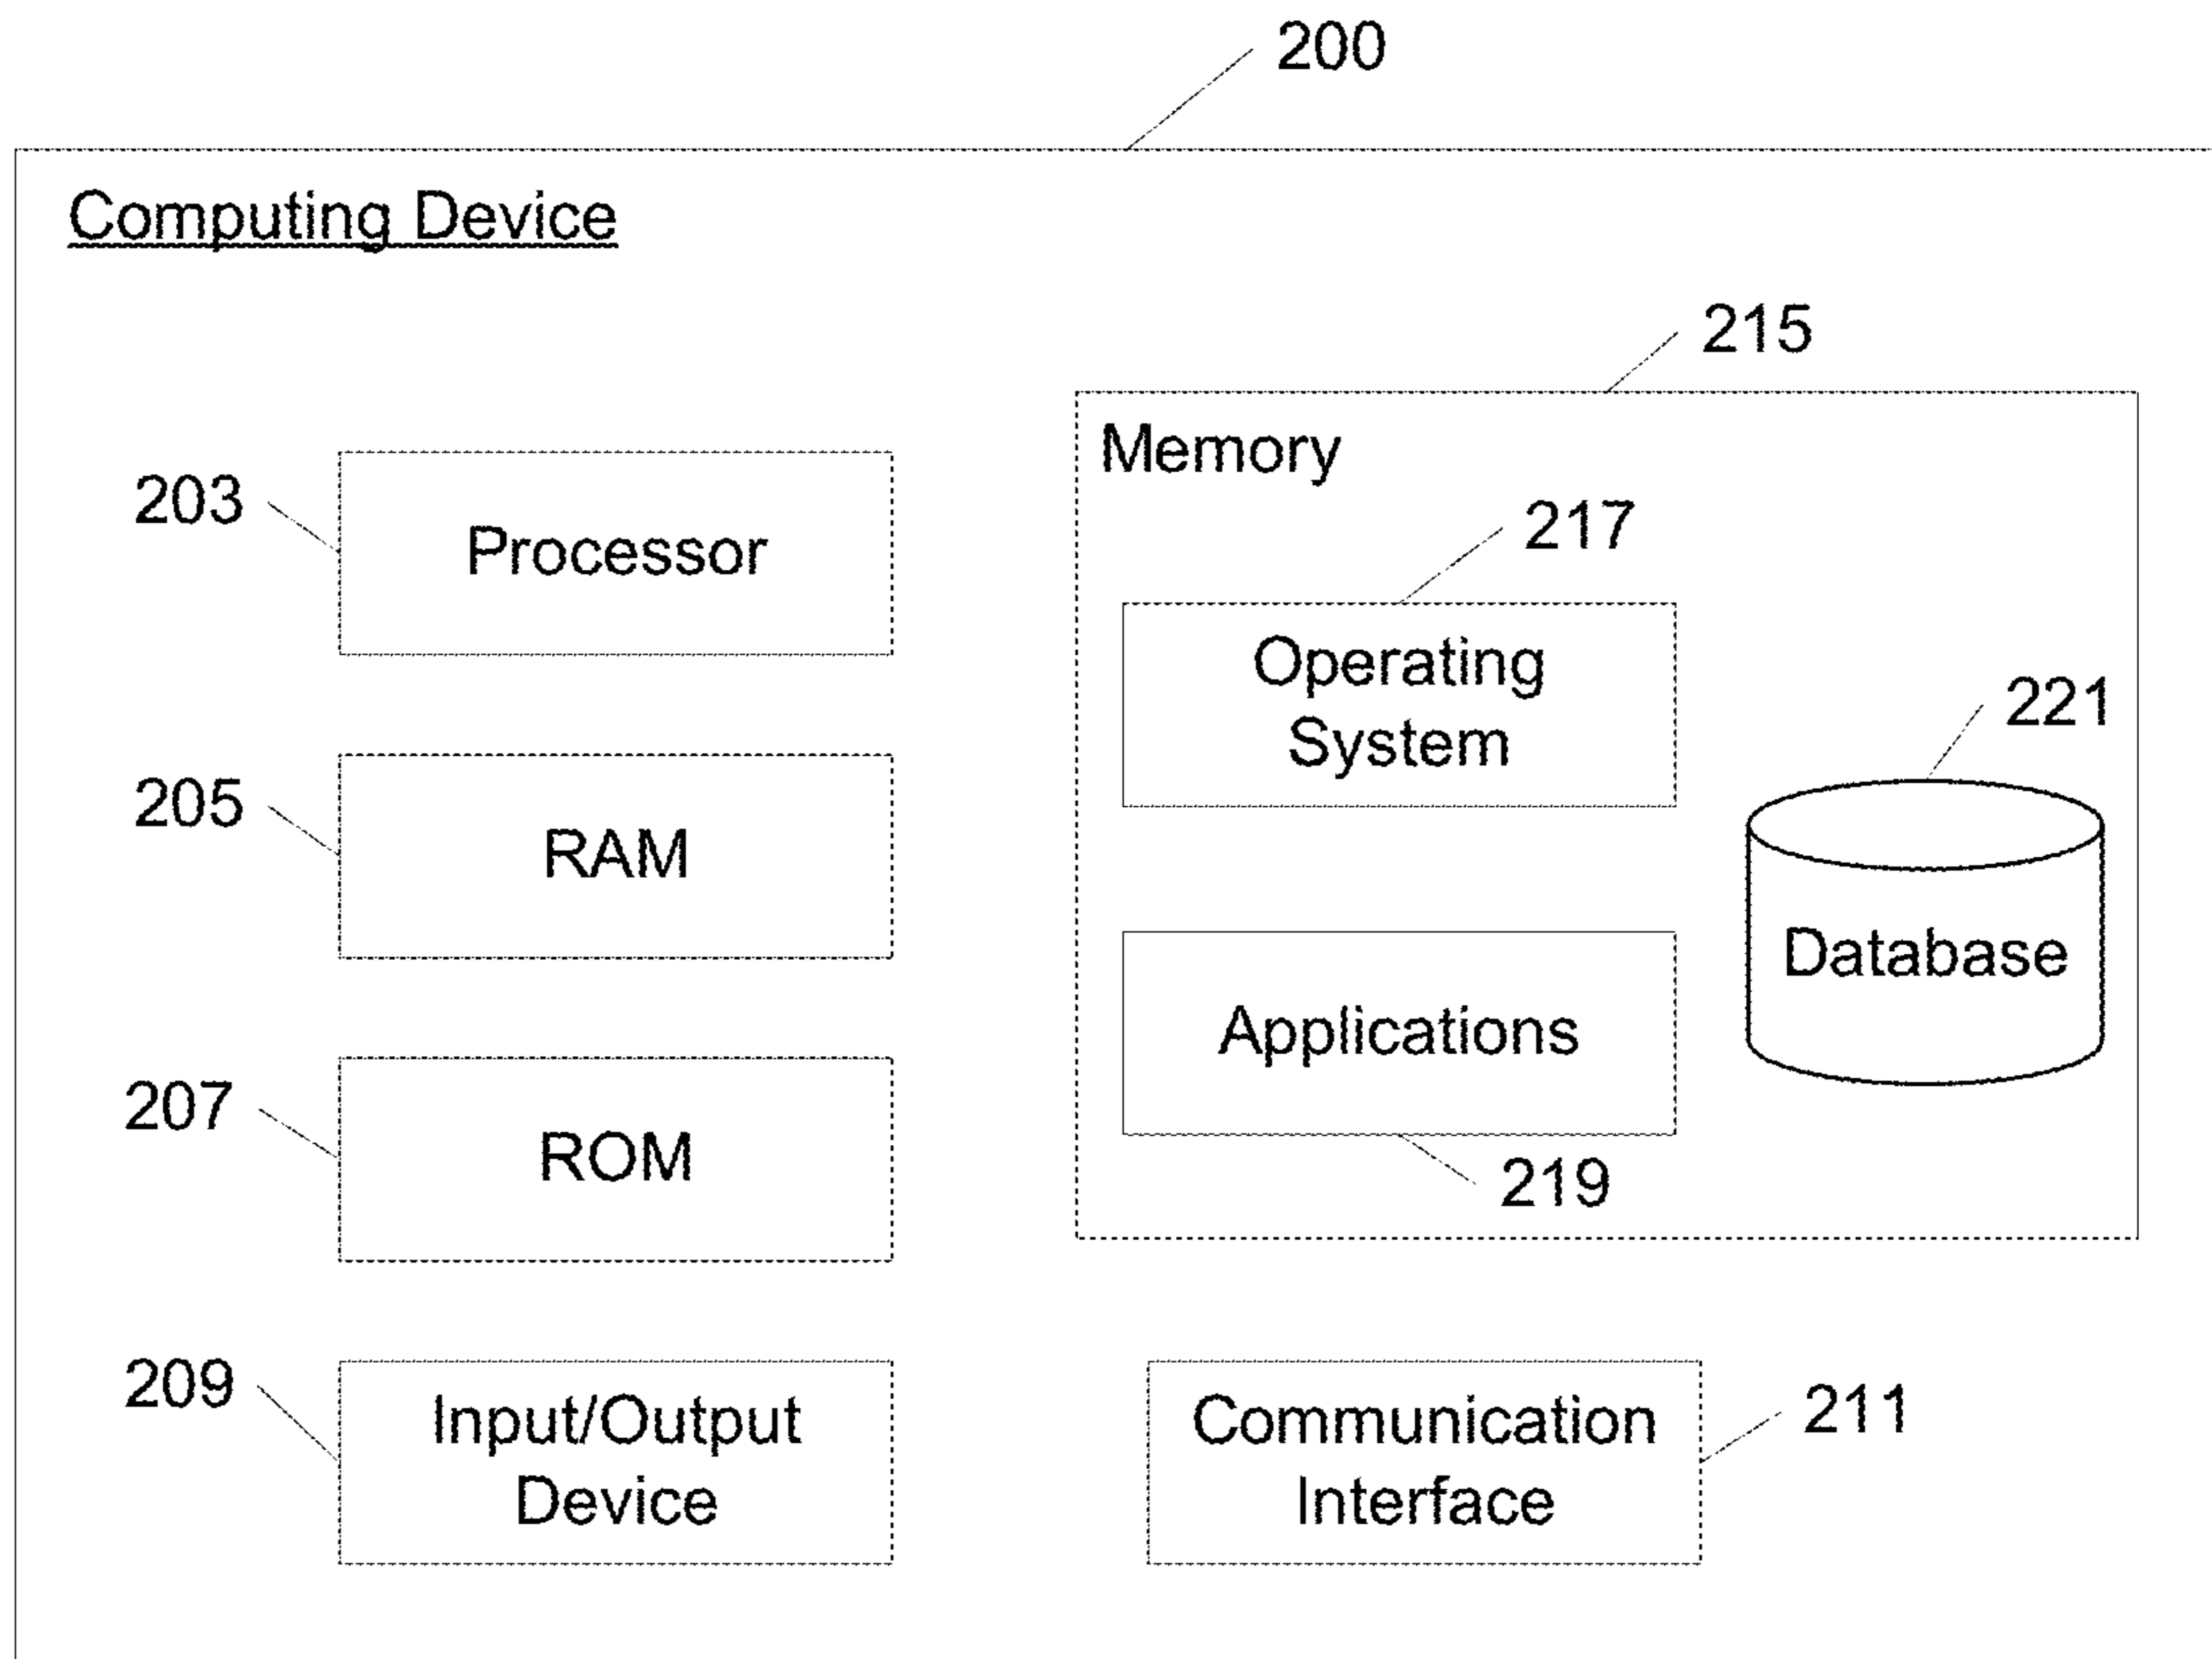 200
Computing Device
215
Memory
203
Processor
217
Operating
System
221
205
RAM
Database
Applications
207
ROM
219
209
Input/Output
Device
Communication
Interface
211